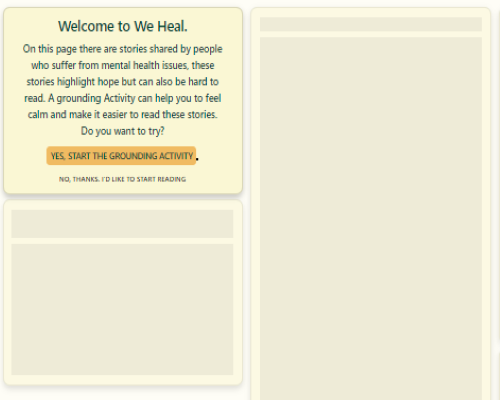 Welcome to We Heal.
On this page there are stories shared by people
who suffer from mental health issues, these
stories highlight hope but can also be hard to
read. A grounding Activity can help you to feel
calm and make it easier to read these stories.
Do you want to try?
YES, START THE GROUNDING ACTIVITY.
NO, THANKS. I'D LIKE TO START READING